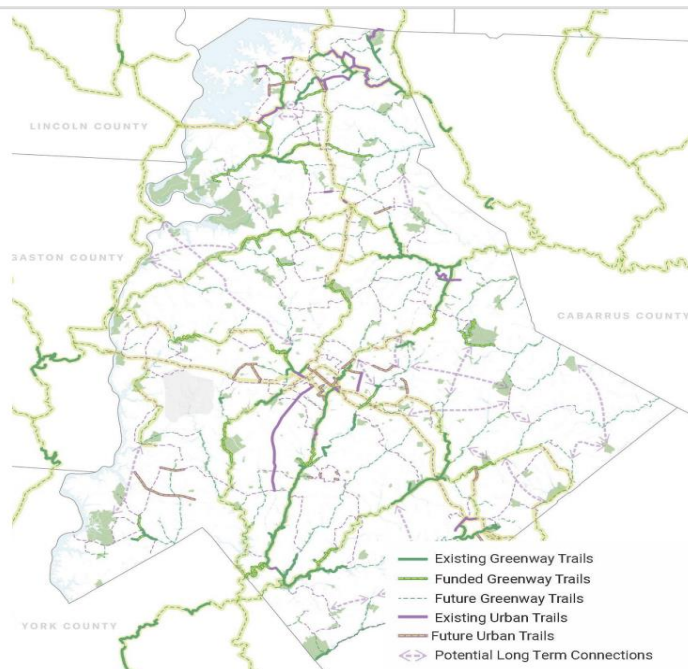 LINCOLN COUNTY
GASTON COUNTY
CABARRUS COUNTY
YORK COUNTY
Existing Greenway Trails
Funded Greenway Trails
Future Greenway Trails
Existing Urban Trails
Future Urban Trails
Potential Long Term Connections